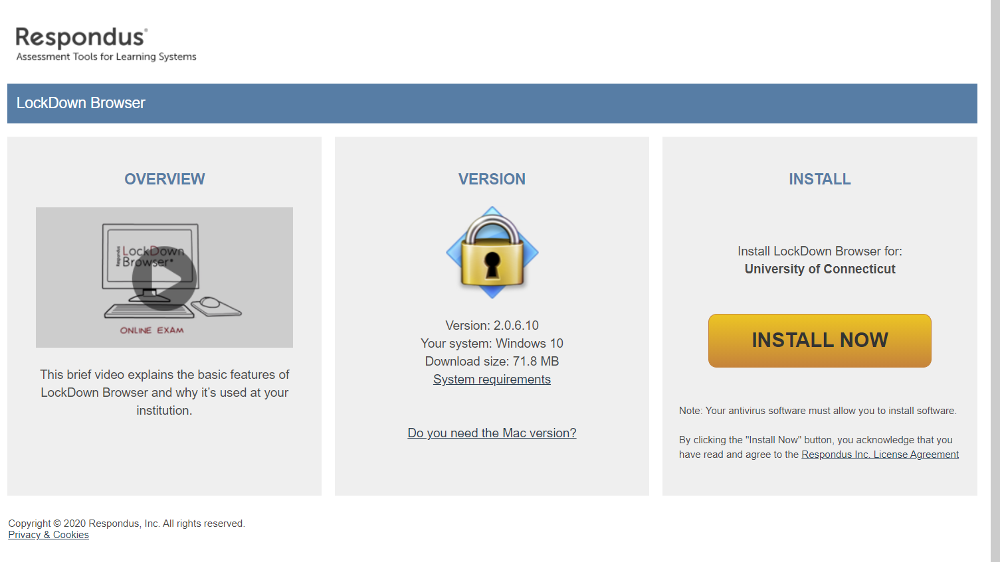 Respondus®
Assessment Tools for Learning Systems
LockDown Browser
OVERVIEW
Respondus
LockDown
Browser®
ONLINE EXAM
This brief video explains the basic features of
LockDown Browser and why it’s used at your
institution.
VERSION
Version: 2.0.6.10
Your system: Windows 10
Download size: 71.8 MB
System requirements
Do you need the Mac version?
INSTALL
Install LockDown Browser for:
University of Connecticut
INSTALL NOW
Note: Your antivirus software must allow you to install software.
By clicking the "Install Now" button, you acknowledge that you
have read and agree to the Respondus Inc. License Agreement
Copyright © 2020 Respondus, Inc. All rights reserved.
Privacy & Cookies